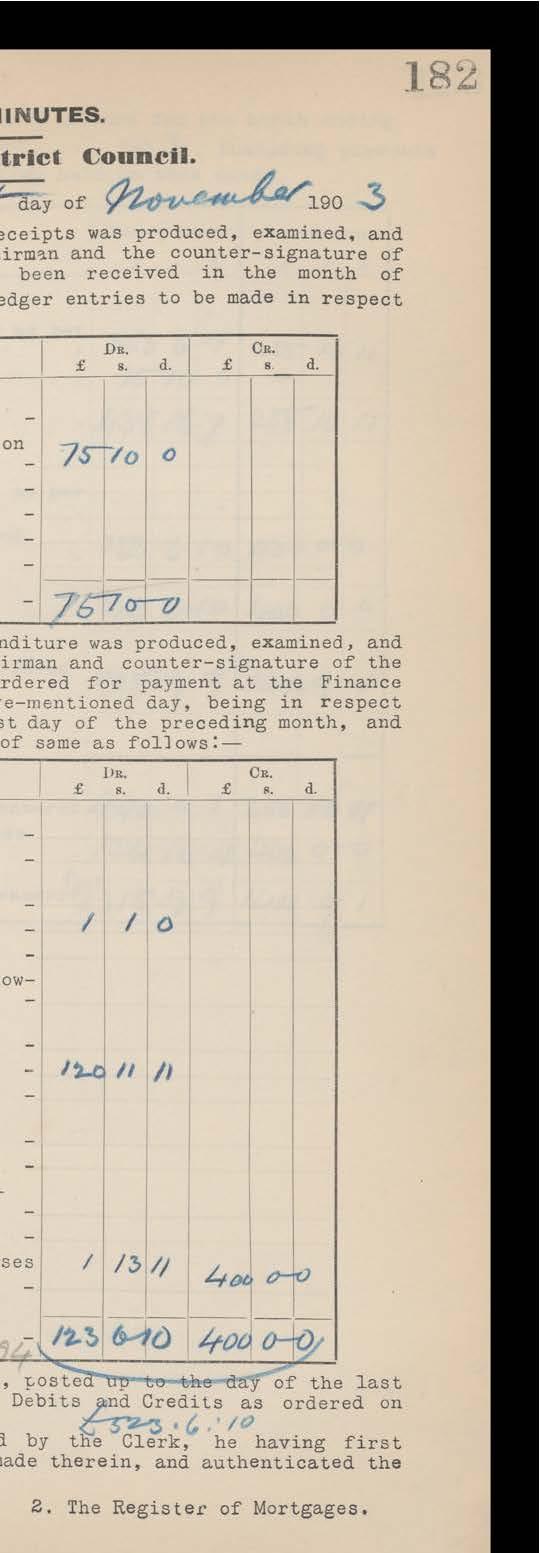 182
MINUTES.
trict Council.
day of November 1903
eceipts was produced, examined, and
irman and the counter-signature of
been received in the month of
edger entries to be made in respect
DR. CR.
£ s. d. £ s. d.
–
on
– 75 10 0
–
–
–
–
– 75 10 0
nditure was produced, examined, and
irman and counter-signature of the
rdered for payment at the Finance
e-mentioned day, being in respect
st day of the preceding month, and
of same as follows:—
DR. CR.
£ s. d. £ s. d.
–
–
–
– 1 1 0
–
ow–
–
–
– 120 11 11
–
–
–
–
–
ses 1 13 11 400 0 0
–
94 – 123 6 10 400 0 0
, posted up to the day of the last
Debits and Credits as ordered on
£523.6.10
d by the Clerk, he having first
ade therein, and authenticated the
2. The Register of Mortgages.